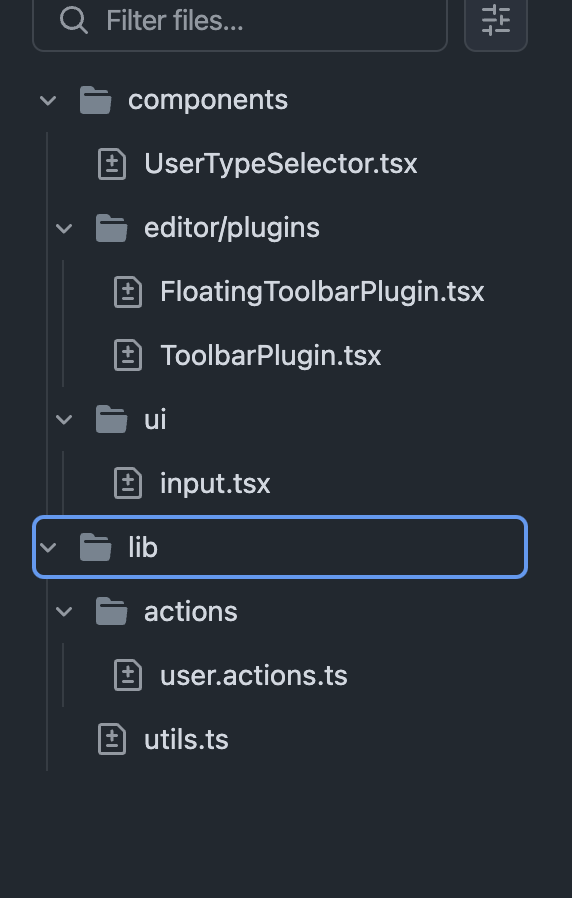 Filter files...
components
UserTypeSelector.tsx
editor/plugins
FloatingToolbarPlugin.tsx
ToolbarPlugin.tsx
ui
input.tsx
lib
actions
user.actions.ts
utils.ts